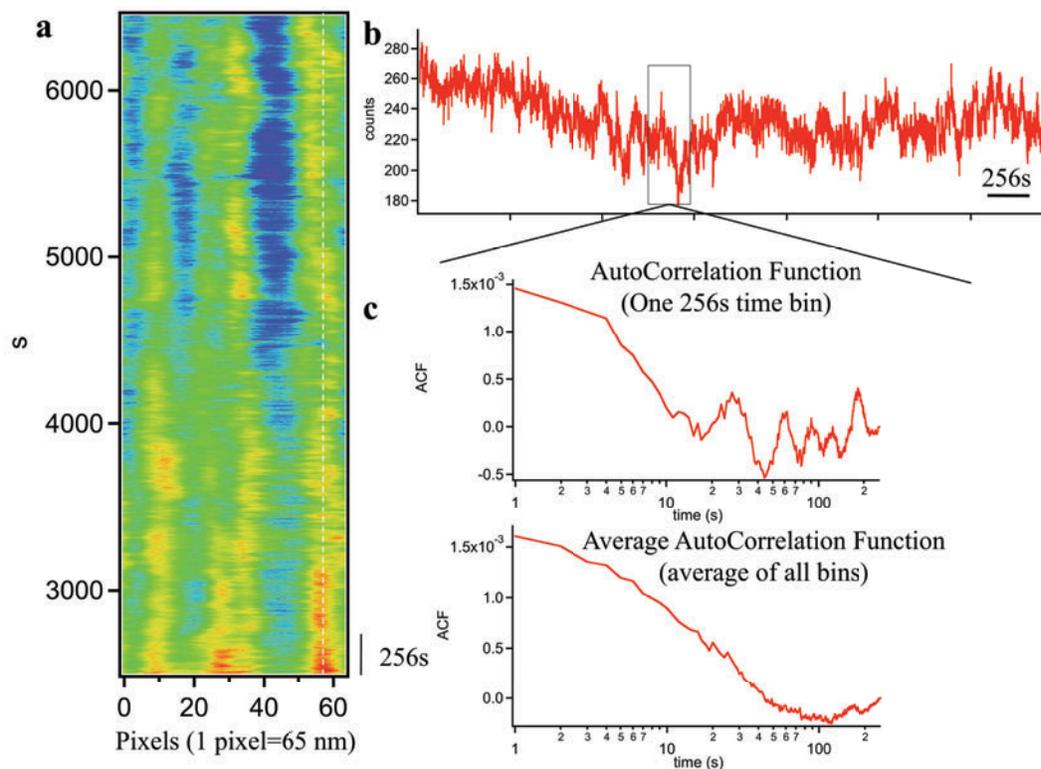 a
6000
5000
s
4000
3000
256s
0 20 40 60
Pixels (1 pixel=65 nm)
b
280
260
240
counts
220
200
180
256s
c
AutoCorrelation Function
(One 256s time bin)
1.5x10⁻³
1.0
ACF
0.5
0.0
-0.5
1 2 3 4 5 6 7 10 2 3 4 5 6 7 100 2
time (s)
Average AutoCorrelation Function
(average of all bins)
1.5x10⁻³
1.0
ACF
0.5
0.0
1 2 3 4 5 6 7 10 2 3 4 5 6 7 100 2
time (s)